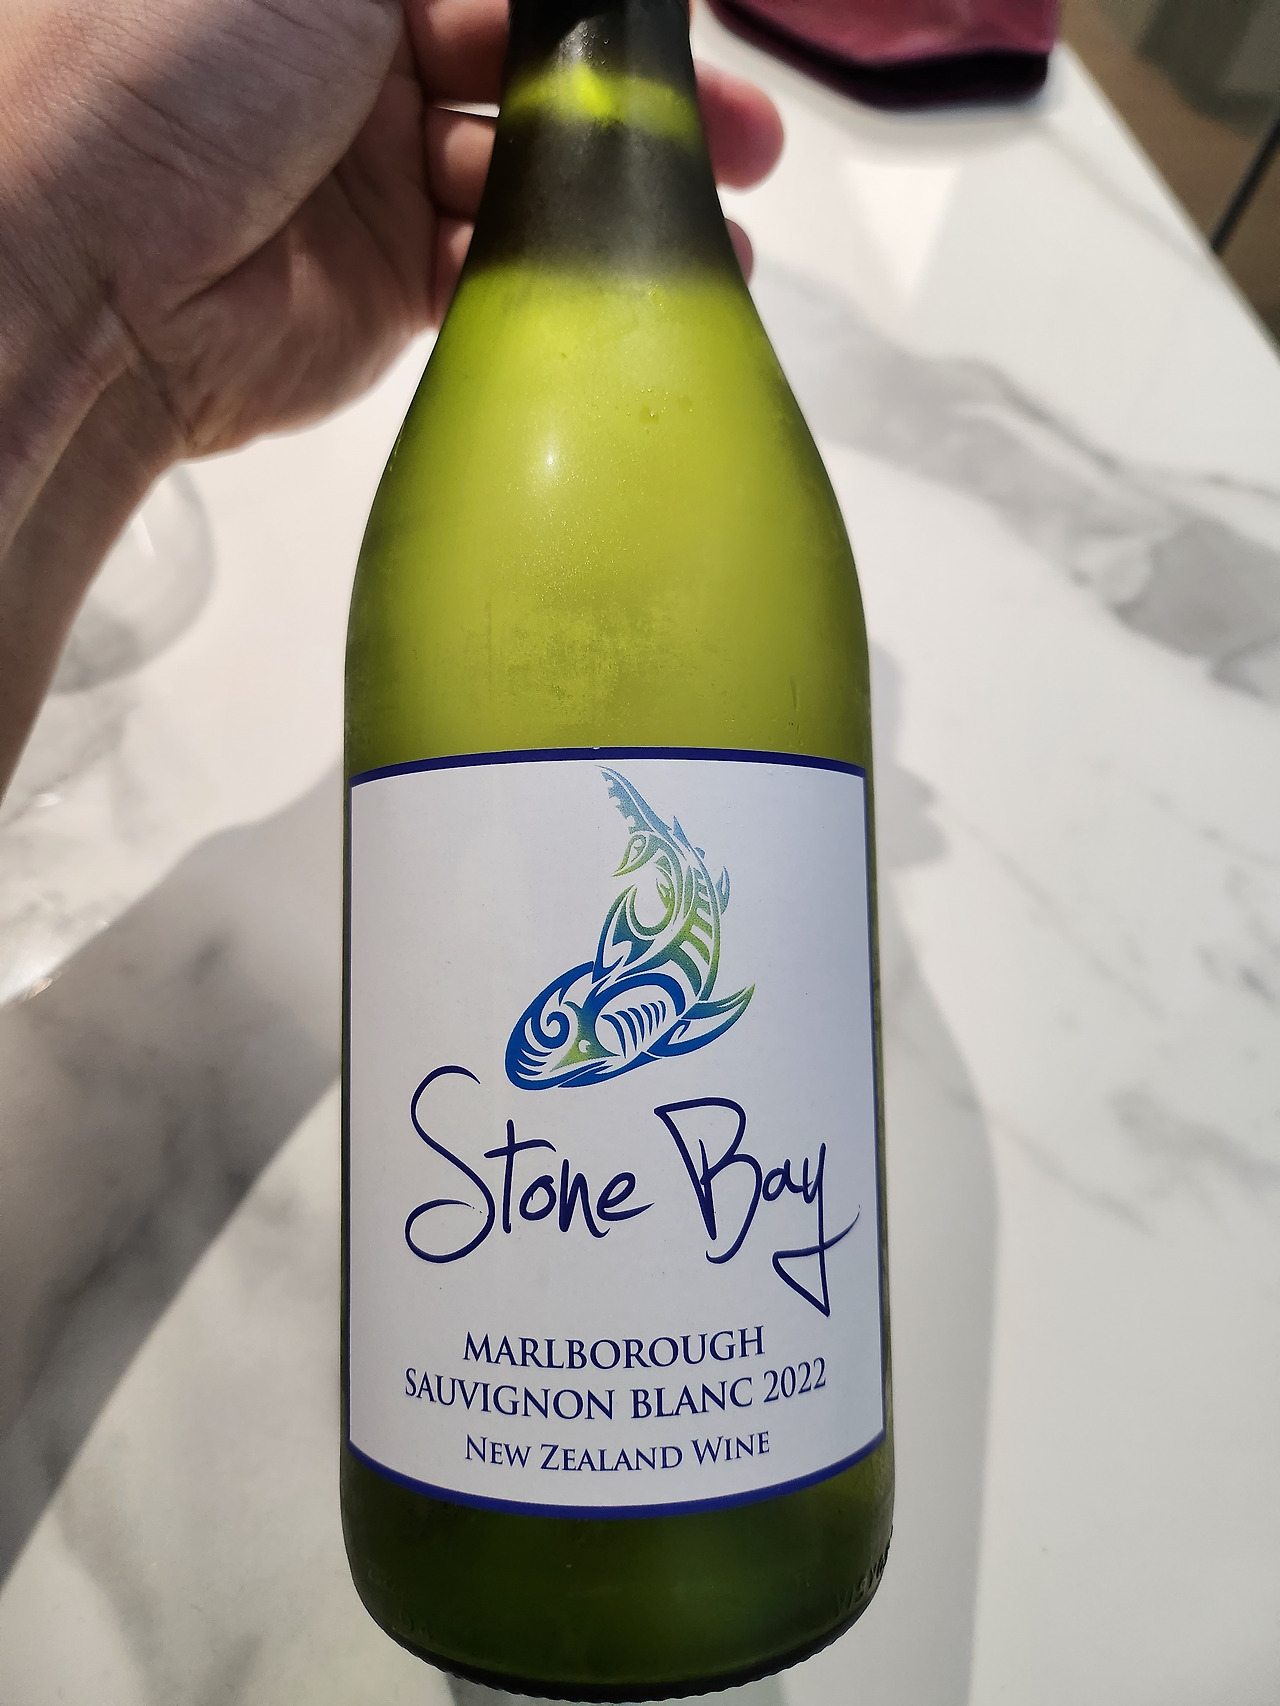 Stone Bay
MARLBOROUGH
SAUVIGNON BLANC 2022
NEW ZEALAND WINE